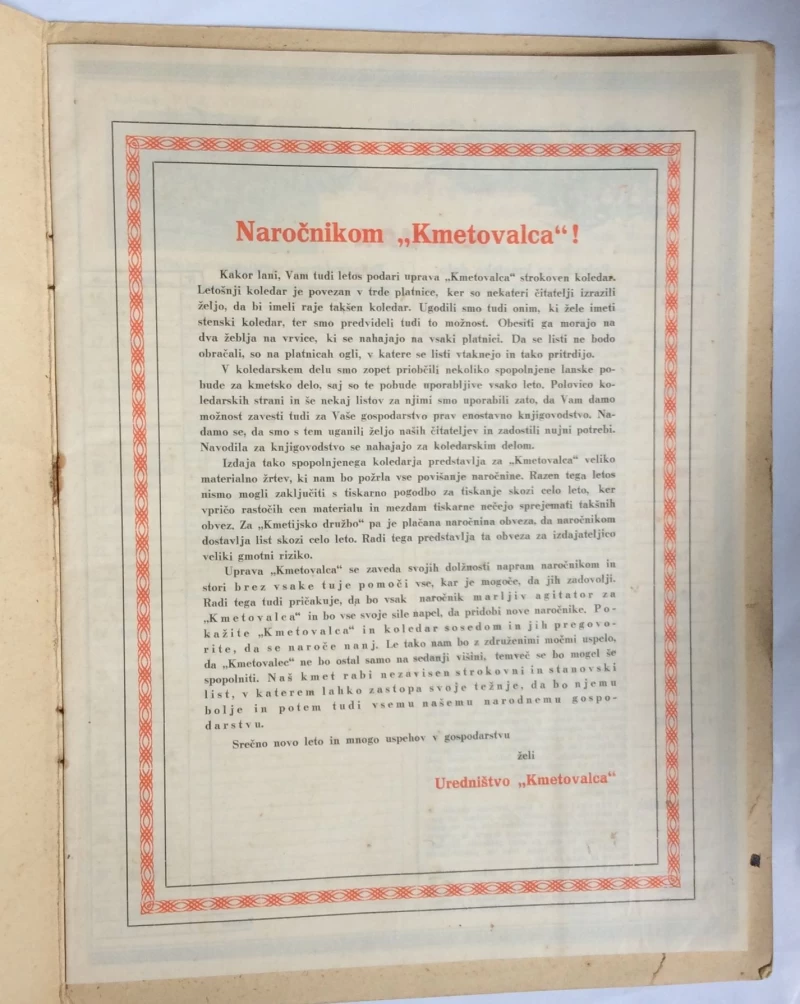 Naročnikom „Kmetovalca“!
Kakor lani, Vam tudi letos podari uprava „Kmetovalca“ strokoven koledar.
Letošnji koledar je povezan v trde platnice, ker so nekateri čitatelji izrazili
željo, da bi imeli raje takšen koledar. Ugodili smo tudi onim, ki žele imeti
stenski koledar, ter smo predvideli tudi to možnost. Obesiti ga morajo na
dva žeblja na vrvice, ki se nahajajo na vsaki platnici. Da se listi ne bodo
obračali, so na platnicah ogli, v katere se listi vtaknejo in tako pritrdijo.
V koledarskem delu smo zopet priobčili nekoliko spopolnjene lanske po-
bude za kmetsko delo, saj so te pobude uporabljive vsako leto. Polovico ko-
ledarskih strani in še nekaj listov za njimi smo uporabili zato, da Vam damo
možnost zavesti tudi za Vaše gospodarstvo prav enostavno knjigovodstvo. Na-
damo se, da smo s tem uganili željo naših čitateljev in zadostili nujni potrebi.
Navodila za knjigovodstvo se nahajajo za koledarskim delom.
Izdaja tako spopolnjenega koledarja predstavlja za „Kmetovalca“ veliko
materialno žrtev, ki nam bo požrla vse povišanje naročnine. Razen tega letos
nismo mogli zaključiti s tiskarno pogodbo za tiskanje skozi celo leto, ker
vpričo rastočih cen materialu in mezdam tiskarne nečejo sprejemati takšnih
obvez. Za „Kmetijsko družbo“ pa je plačana naročnina obveza, da naročnikom
dostavlja list skozi celo leto. Radi tega predstavlja ta obveza za izdajateljico
veliki gmotni riziko.
Uprava „Kmetovalca“ se zaveda svojih dolžnosti napram naročnikom in
stori brez vsake tuje pomoči vse, kar je mogoče, da jih zadovolji.
Radi tega tudi pričakuje, da bo vsak naročnik marljiv agitator za
„Kmetovalca“ in bo vse svoje sile napel, da pridobi nove naročnike. Po-
kažite „Kmetovalca“ in koledar sosedom in jih pregovo-
rite, da se naroče nanj. Le tako nam bo z združenimi močmi uspelo,
da „Kmetovalec“ ne bo ostal samo na sedanji višini, temveč se bo mogel še
spopolniti. Naš kmet rabi nezavisen strokovni in stanovski
list, v katerem lahko zastopa svoje težnje, da bo njemu
bolje in potem tudi vsemu našemu narodnemu gospo-
darstvu.
Srečno novo leto in mnogo uspehov v gospodarstvu
želi
Uredništvo „Kmetovalca“